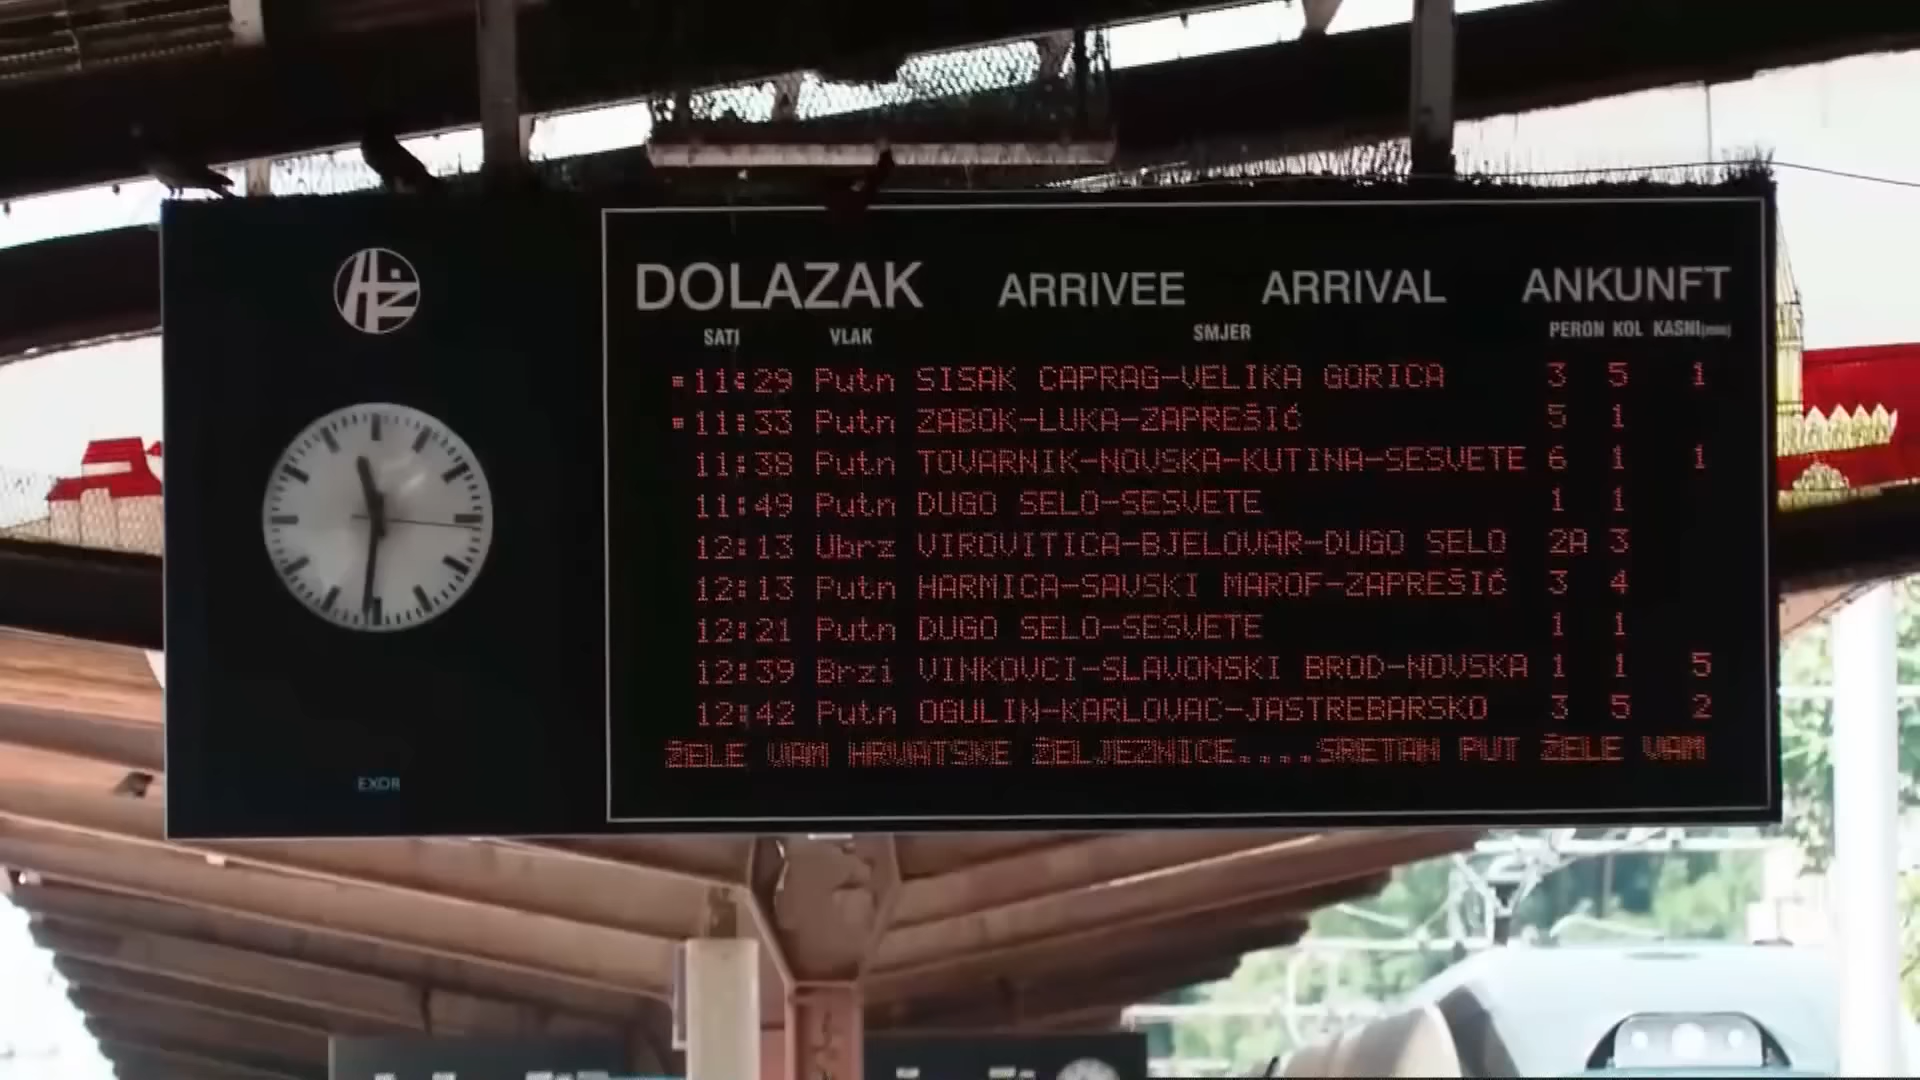 HŽ
DOLAZAK ARRIVEE ARRIVAL ANKUNFT
SATI VLAK SMJER PERON KOL KASNI(min)
11:29 Putn SISAK CAPRAG-VELIKA GORICA 3 5 1
11:33 Putn ZABOK-LUKA-ZAPREŠIĆ 5 1
11:38 Putn TOVARNIK-NOVSKA-KUTINA-SESVETE 6 1 1
11:49 Putn DUGO SELO-SESVETE 1 1
12:13 Ubrz VIROVITICA-BJELOVAR-DUGO SELO 2A 3
12:13 Putn HARMICA-SAVSKI MAROF-ZAPREŠIĆ 3 4
12:21 Putn DUGO SELO-SESVETE 1 1
12:39 Brzi VINKOVCI-SLAVONSKI BROD-NOVSKA 1 1 5
12:42 Putn OGULIN-KARLOVAC-JASTREBARSKO 3 5 2
ŽELE VAM HRVATSKE ŽELJEZNICE....SRETAN PUT ŽELE VAM
EXOR